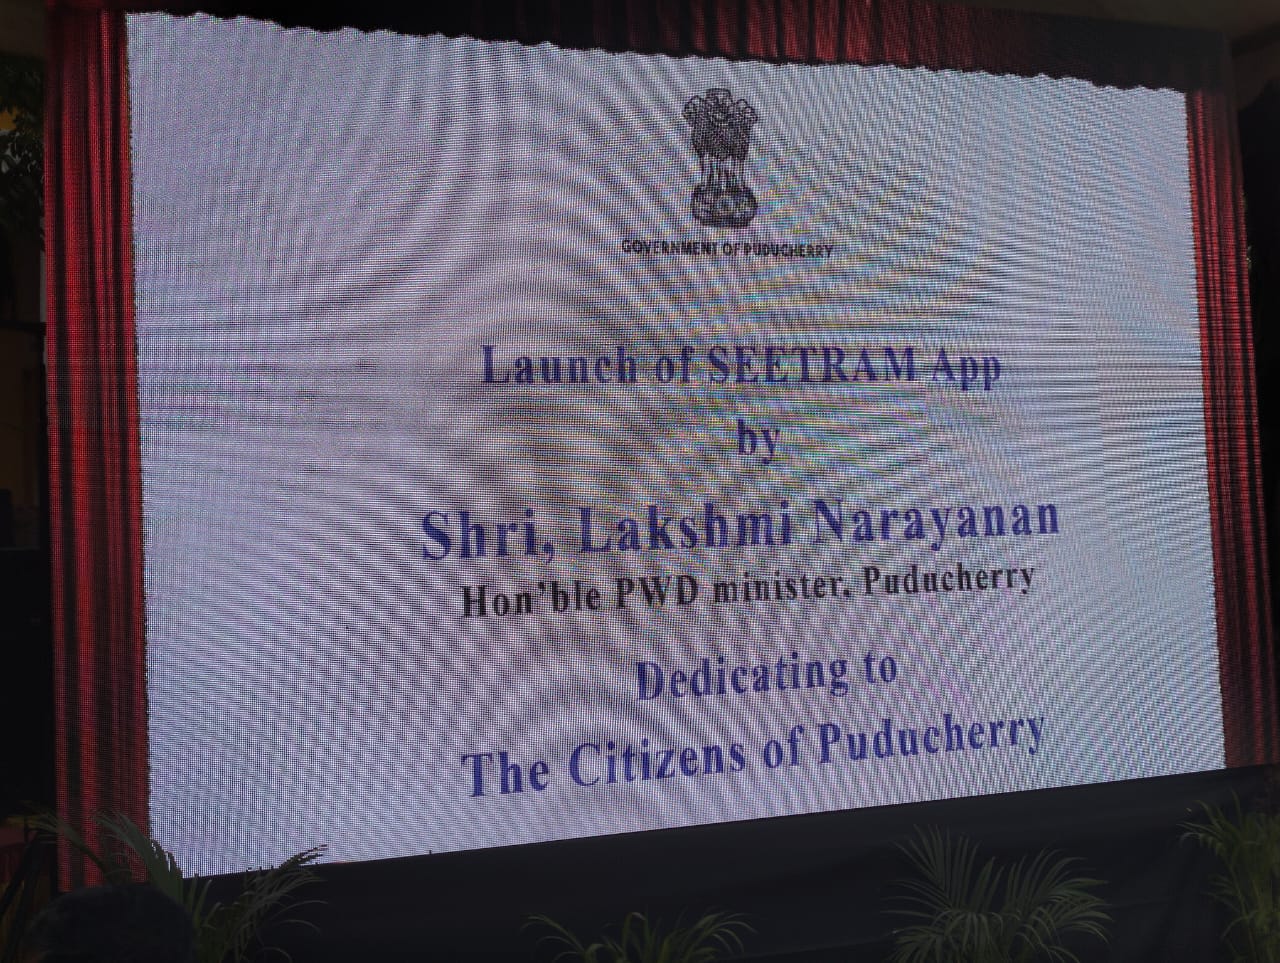 GOVERNMENT OF PUDUCHERRY
Launch of SEETRAM App
by
Shri, Lakshmi Narayanan
Hon'ble PWD minister. Puducherry
Dedicating to
The Citizens of Puducherry